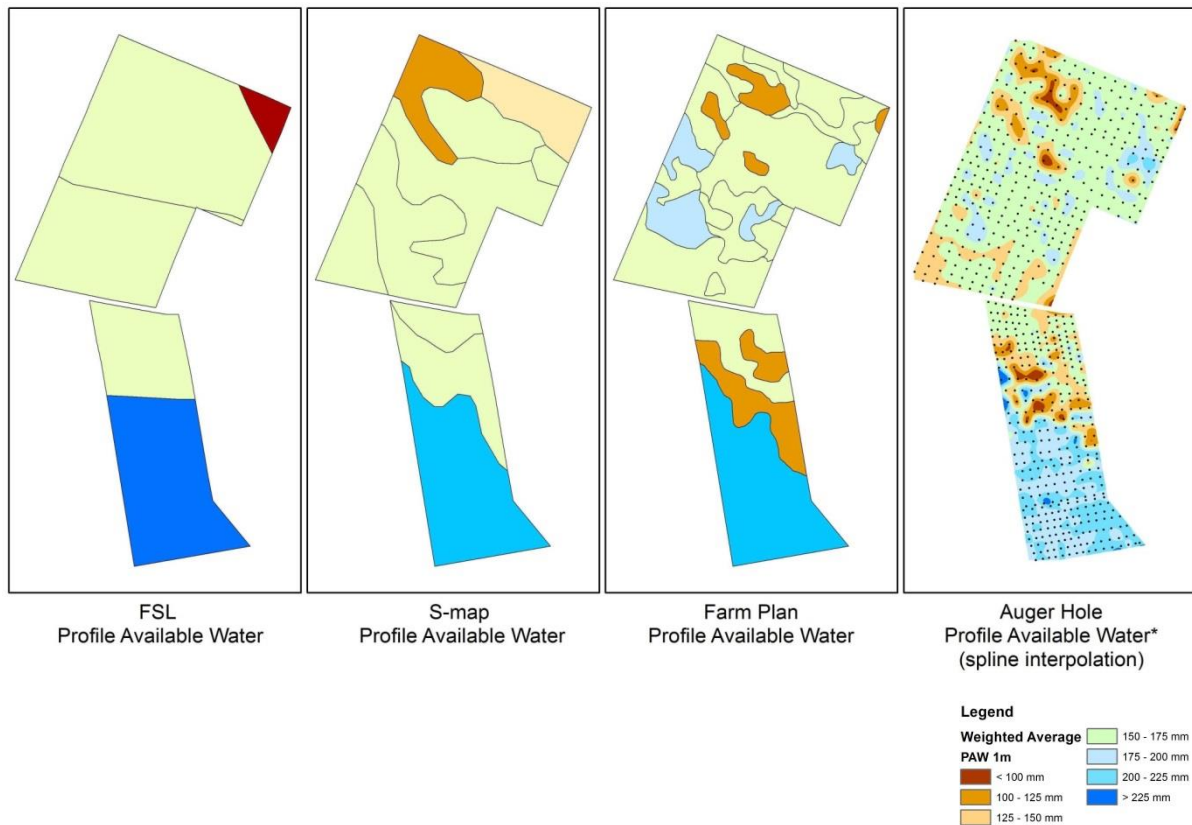 FSL
Profile Available Water
S-map
Profile Available Water
Farm Plan
Profile Available Water
Auger Hole
Profile Available Water*
(spline interpolation)
Legend
Weighted Average
PAW 1m
< 100 mm
100 - 125 mm
125 - 150 mm
150 - 175 mm
175 - 200 mm
200 - 225 mm
> 225 mm